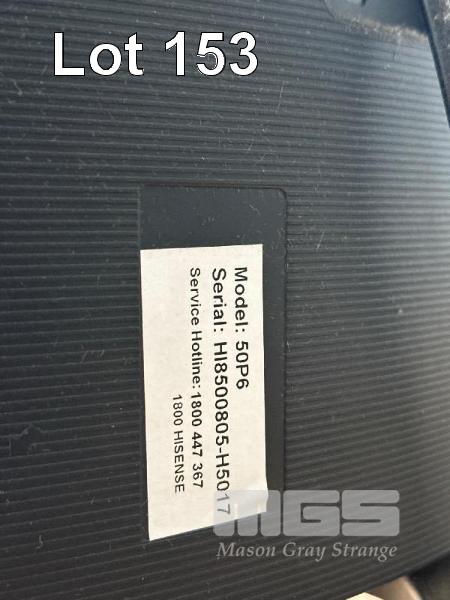 Lot 153
Model: 50P6
Serial: HI8500805-H5017
Service Hotline: 1800 447 367
1800 HISENSE
MGS
Mason Gray Strange